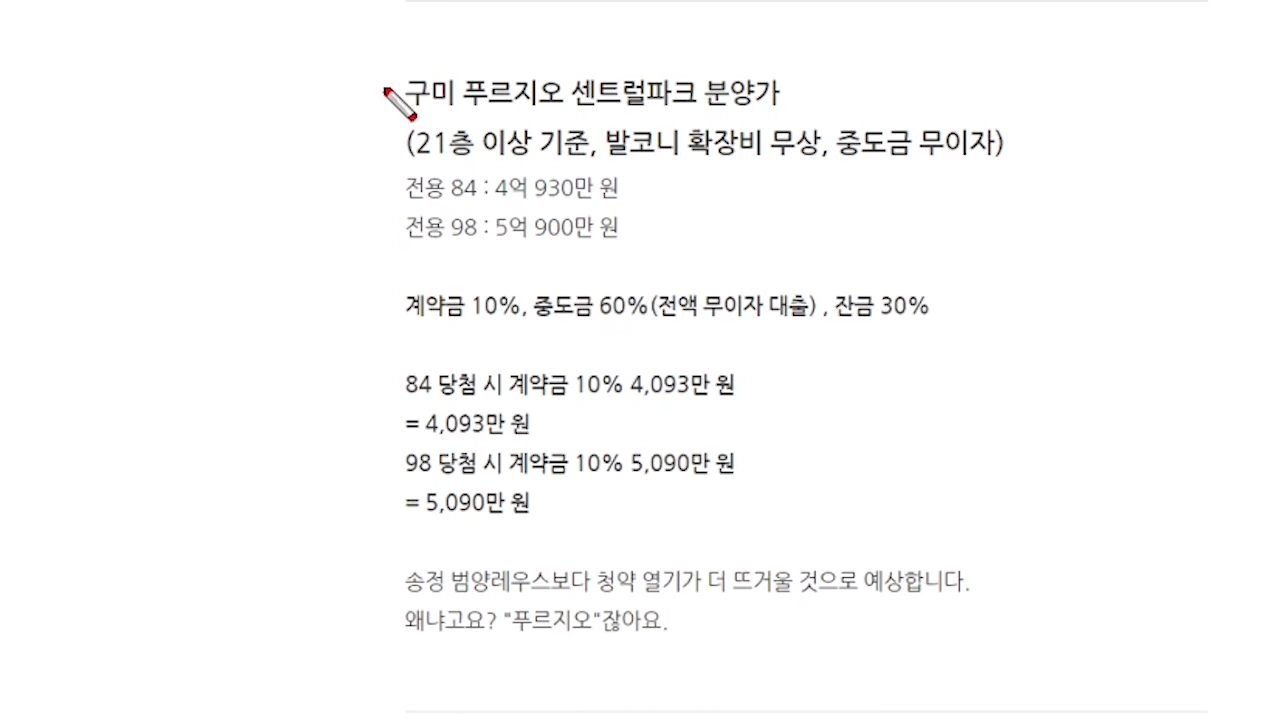 구미 푸르지오 센트럴파크 분양가
(21층 이상 기준, 발코니 확장비 무상, 중도금 무이자)
전용 84 : 4억 930만 원
전용 98 : 5억 900만 원
계약금 10%, 중도금 60%(전액 무이자 대출) , 잔금 30%
84 당첨 시 계약금 10% 4,093만 원
= 4,093만 원
98 당첨 시 계약금 10% 5,090만 원
= 5,090만 원
송정 범양레우스보다 청약 열기가 더 뜨거울 것으로 예상합니다.
왜냐고요? "푸르지오"잖아요.